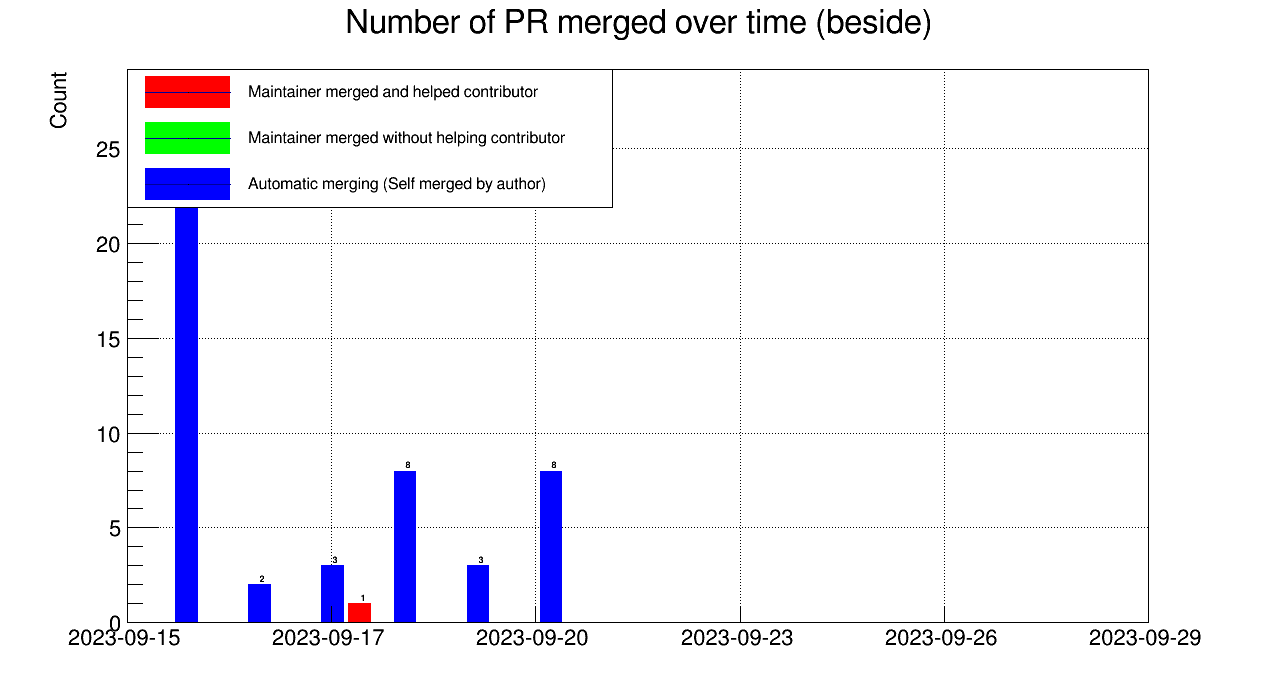 Number of PR merged over time (beside)
Count
Maintainer merged and helped contributor
Maintainer merged without helping contributor
Automatic merging (Self merged by author)
25
20
15
10
5
0
2
3
1
8
3
8
2023-09-15 2023-09-17 2023-09-20 2023-09-23 2023-09-26 2023-09-29